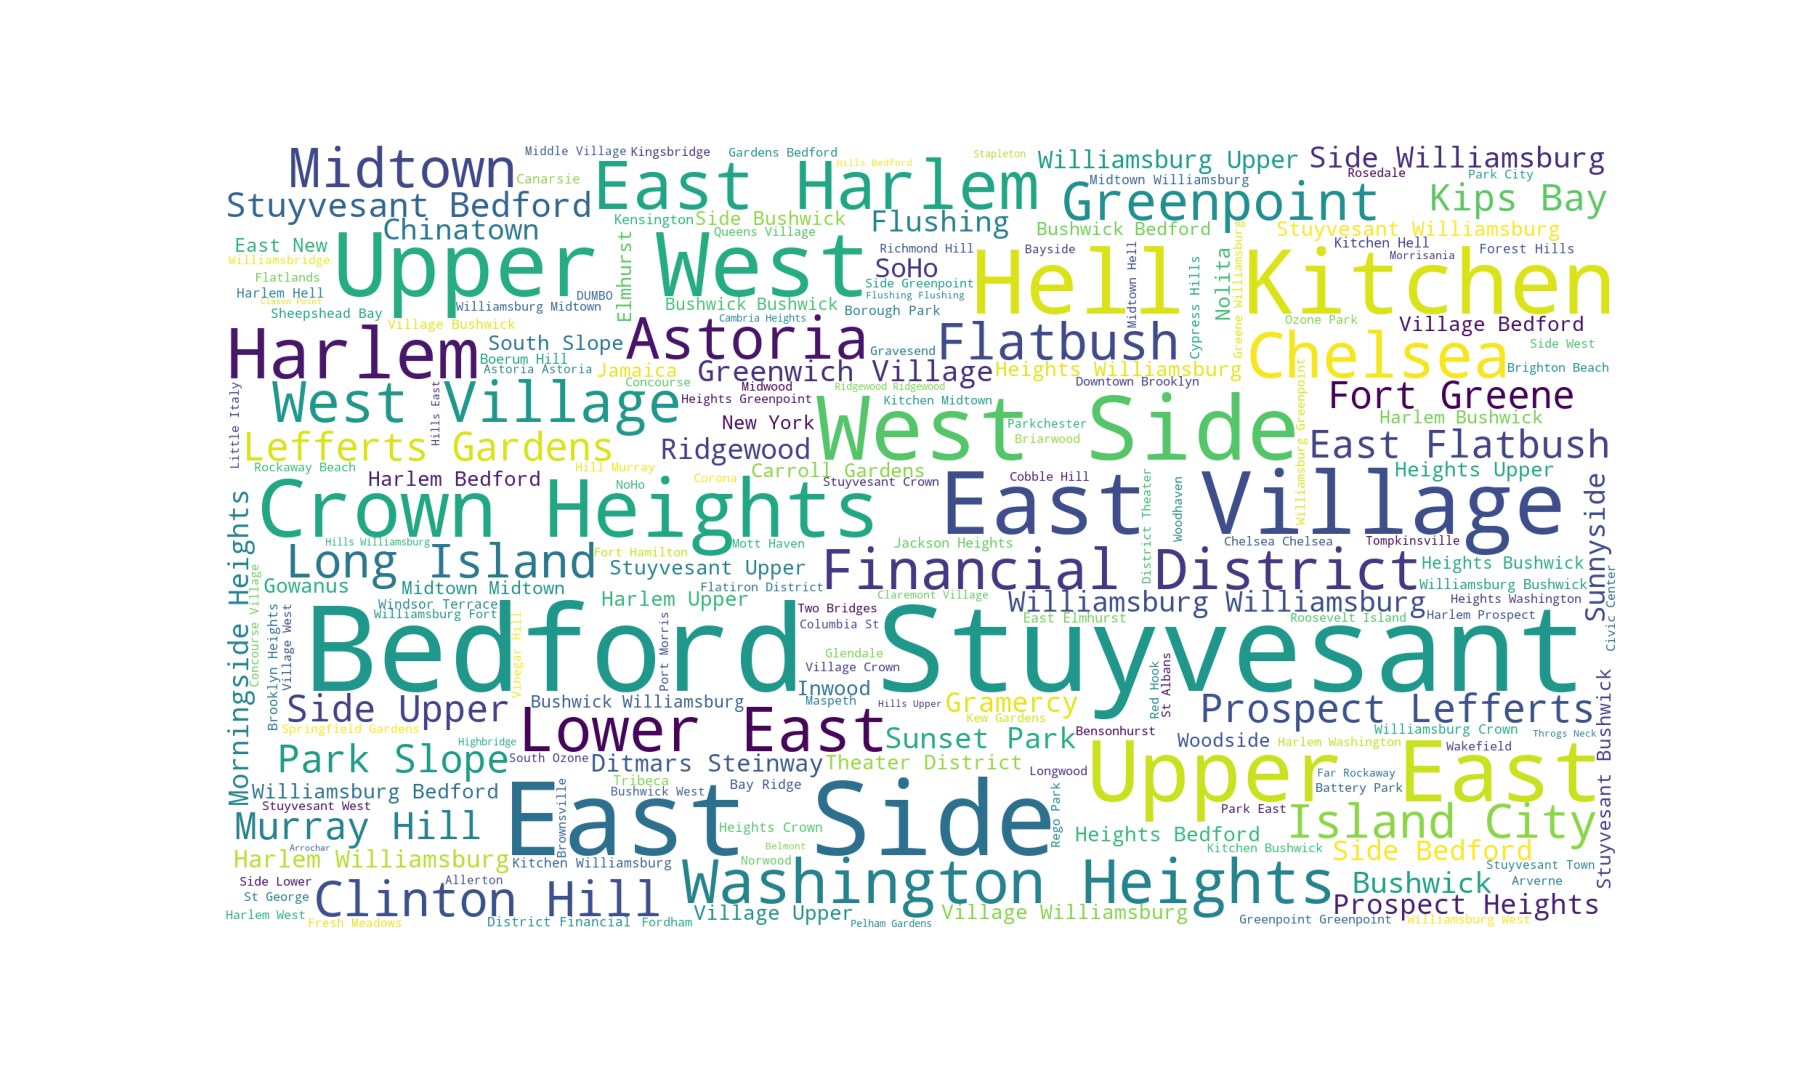 Midtown
Middle Village
Kingsbridge
Gardens Bedford
Hills Bedford
Stapleton
Williamsburg Upper
Side Williamsburg
Canarsie
East Harlem
Midtown Williamsburg
Rosedale
Park City
Stuyvesant Bedford
Greenpoint
Kips Bay
Chinatown
Kensington
Side Bushwick
Flushing
Bushwick Bedford
Stuyvesant Williamsburg
Queens Village
East New
Williamsbridge
Upper West
Elmhurst
Richmond Hill
Bayside
Midtown Hell
Kitchen Hell
Forest Hills
Morrisania
SoHo
Flatlands
Hell Kitchen
Cypress Hills
Nolita
Greene Williamsburg
Side Greenpoint
Harlem Hell
Clason Point
DUMBO
Flushing Flushing
Williamsburg Midtown
Bushwick Bushwick
Borough Park
Sheepshead Bay
Cambria Heights
Village Bushwick
Ozone Park
Village Bedford
Harlem
South Slope
Astoria
Flatbush
Chelsea
Side West
Boerum Hill
Gravesend
Astoria Astoria
Jamaica
Greenwich Village
Heights Williamsburg
Brighton Beach
Concourse
Midwood
Ridgewood Ridgewood
Downtown Brooklyn
Little Italy
West Village
Hills East
Heights Greenpoint
Kitchen Midtown
Fort Greene
New York
West Side
Parkchester
Briarwood
Harlem Bushwick
Lefferts Gardens
Ridgewood
Williamsburg Greenpoint
East Flatbush
Rockaway Beach
Hill Murray
Carroll Gardens
Heights Upper
Harlem Bedford
NoHo
Corona
Stuyvesant Crown
Cobble Hill
District Theater
Woodhaven
Crown Heights
East Village
Sunnyside
Morningside Heights
Hills Williamsburg
Mott Haven
Jackson Heights
Chelsea Chelsea
Tompkinsville
Long Island
Fort Hamilton
Financial District
Stuyvesant Upper
Heights Bushwick
Gowanus
Midtown Midtown
Flatiron District
Williamsburg Bushwick
Concourse Village
Windsor Terrace
Harlem Upper
Claremont Village
Williamsburg Williamsburg
Heights Washington
Civic Center
Williamsburg Fort
Two Bridges
Columbia St
East Elmhurst
Roosevelt Island
Harlem Prospect
Brooklyn Heights
Village West
Bedford Stuyvesant
Vinegar Hill
Port Morris
Glendale
Village Crown
Red Hook
St Albans
Stuyvesant Bushwick
Side Upper
Bushwick Williamsburg
Inwood
Maspeth
Hills Upper
Gramercy
Prospect Lefferts
Kew Gardens
Springfield Gardens
Lower East
Sunset Park
Bensonhurst
Woodside
Williamsburg Crown
Throgs Neck
Highbridge
Harlem Washington
Wakefield
Park Slope
South Ozone
Ditmars Steinway
Theater District
Longwood
Upper East
Far Rockaway
Williamsburg Bedford
Tribeca
Bushwick West
Bay Ridge
Battery Park
Stuyvesant West
Brownsville
East Side
Rego Park
Park East
Murray Hill
Heights Crown
Heights Bedford
Island City
Arrochar
Belmont
Kitchen Bushwick
Side Bedford
Harlem Williamsburg
Kitchen Williamsburg
Norwood
Stuyvesant Town
Side Lower
Allerton
Washington Heights
Bushwick
Arverne
St George
Clinton Hill
Prospect Heights
Harlem West
Fresh Meadows
District Financial
Fordham
Village Upper
Pelham Gardens
Village Williamsburg
Greenpoint Greenpoint
Williamsburg West